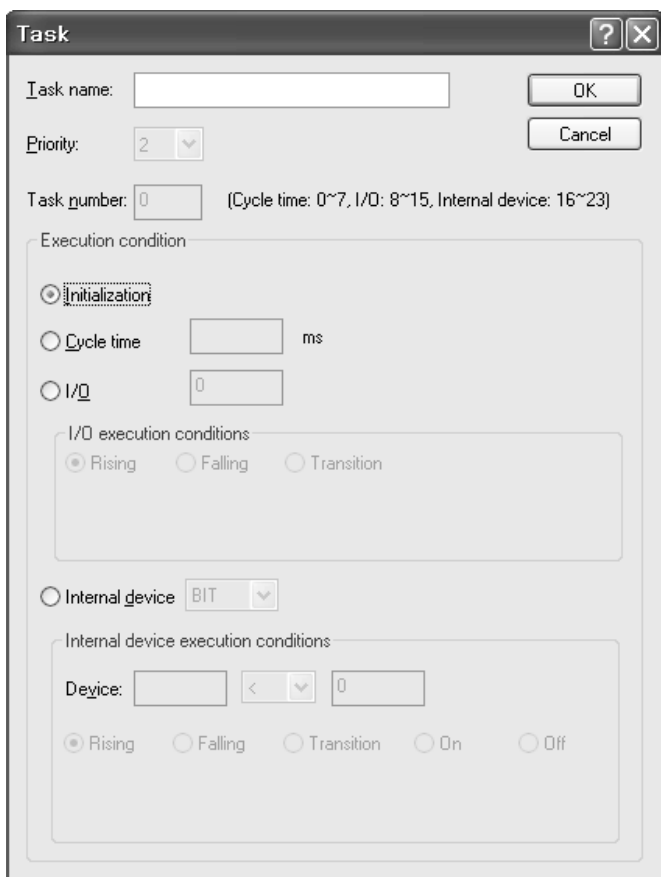 Task
Task name:
OK
Priority: 2
Cancel
Task number: 0 (Cycle time: 0~7, I/O: 8~15, Internal device: 16~23)
Execution condition
Initialization
Cycle time ms
I/O 0
I/O execution conditions
Rising Falling Transition
Internal device BIT
Internal device execution conditions
Device: < 0
Rising Falling Transition On Off